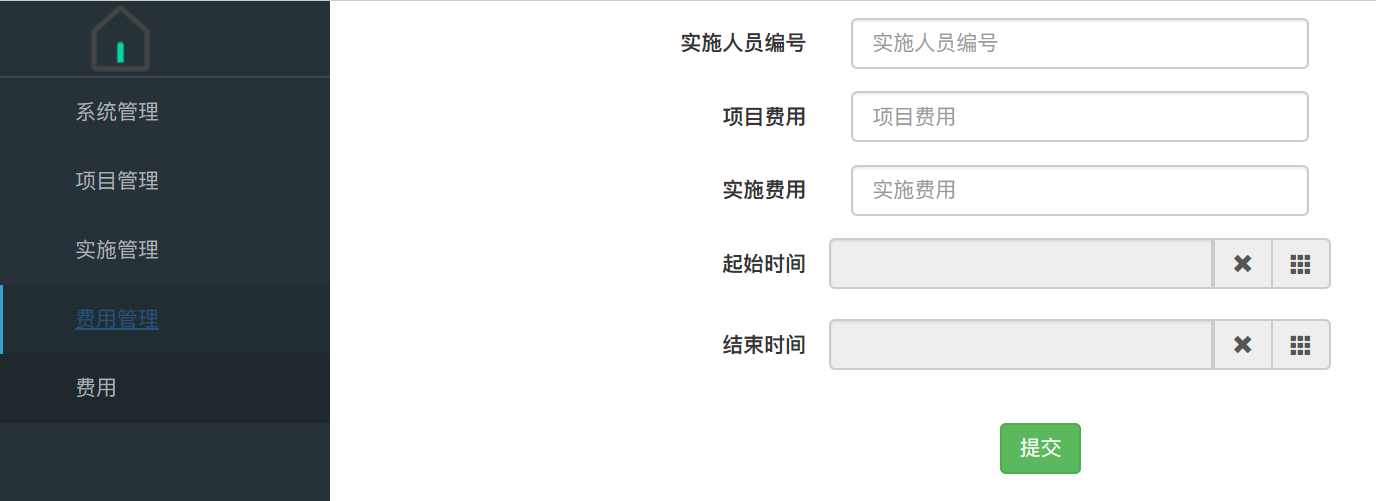 系统管理
项目管理
实施管理
费用管理
费用
实施人员编号 实施人员编号
项目费用 项目费用
实施费用 实施费用
起始时间
结束时间
提交